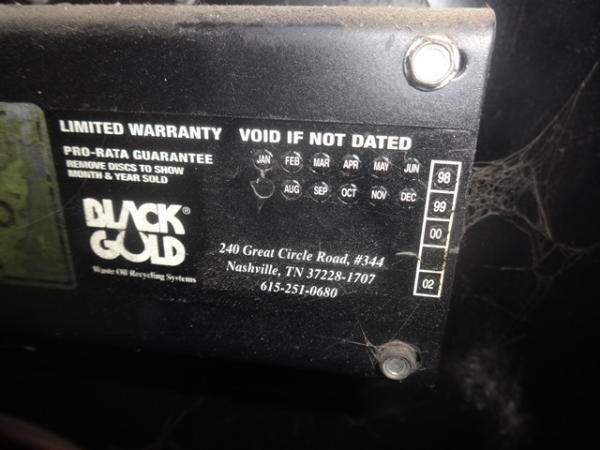 LIMITED WARRANTY VOID IF NOT DATED
PRO-RATA GUARANTEE
REMOVE DISCS TO SHOW
MONTH & YEAR SOLD
JAN FEB MAR APR MAY JUN
AUG SEP OCT NOV DEC
98
99
00
02
BLACK GOLD®
Waste Oil Recycling Systems
240 Great Circle Road, #344
Nashville, TN 37228-1707
615-251-0680